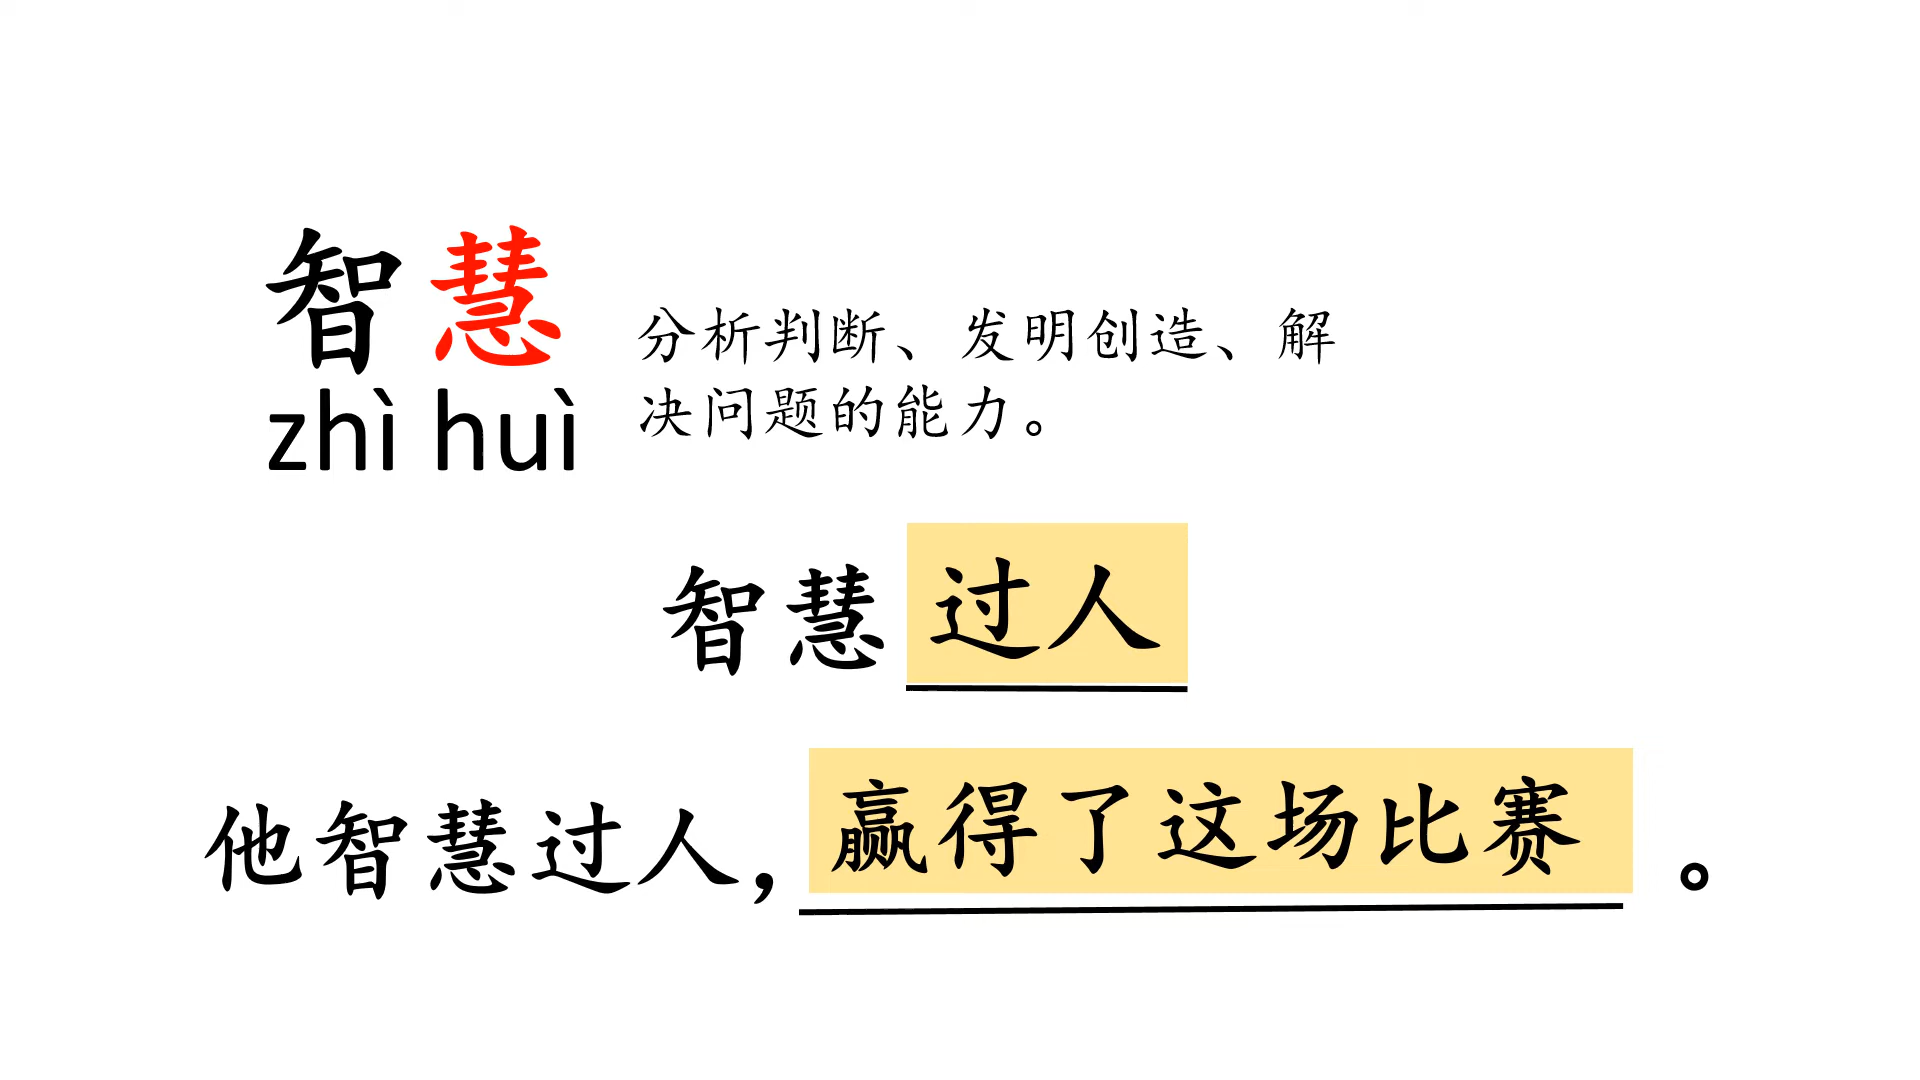 智慧
zhì huì
分析判断、发明创造、解
决问题的能力。
智慧过人
他智慧过人，赢得了这场比赛。